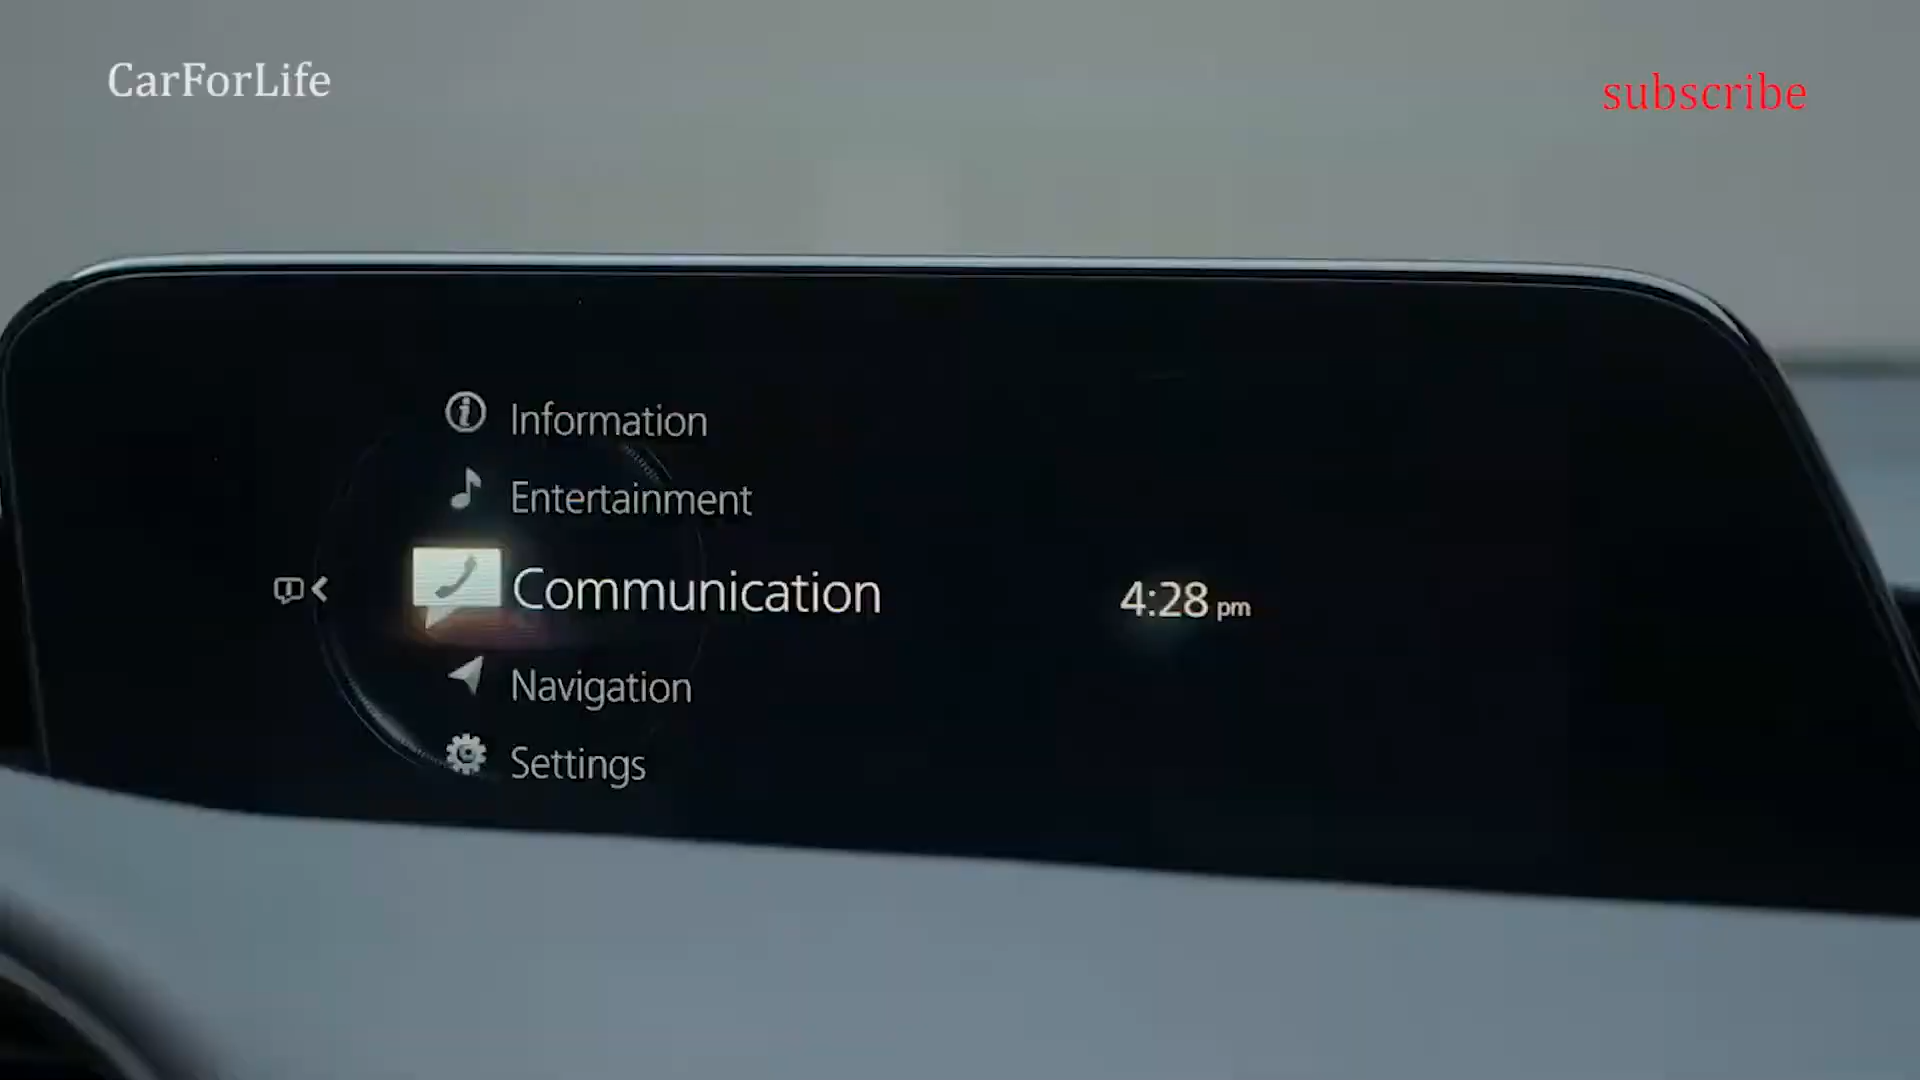 CarForLife
subscribe
Information
Entertainment
Communication
4:28 pm
Navigation
Settings